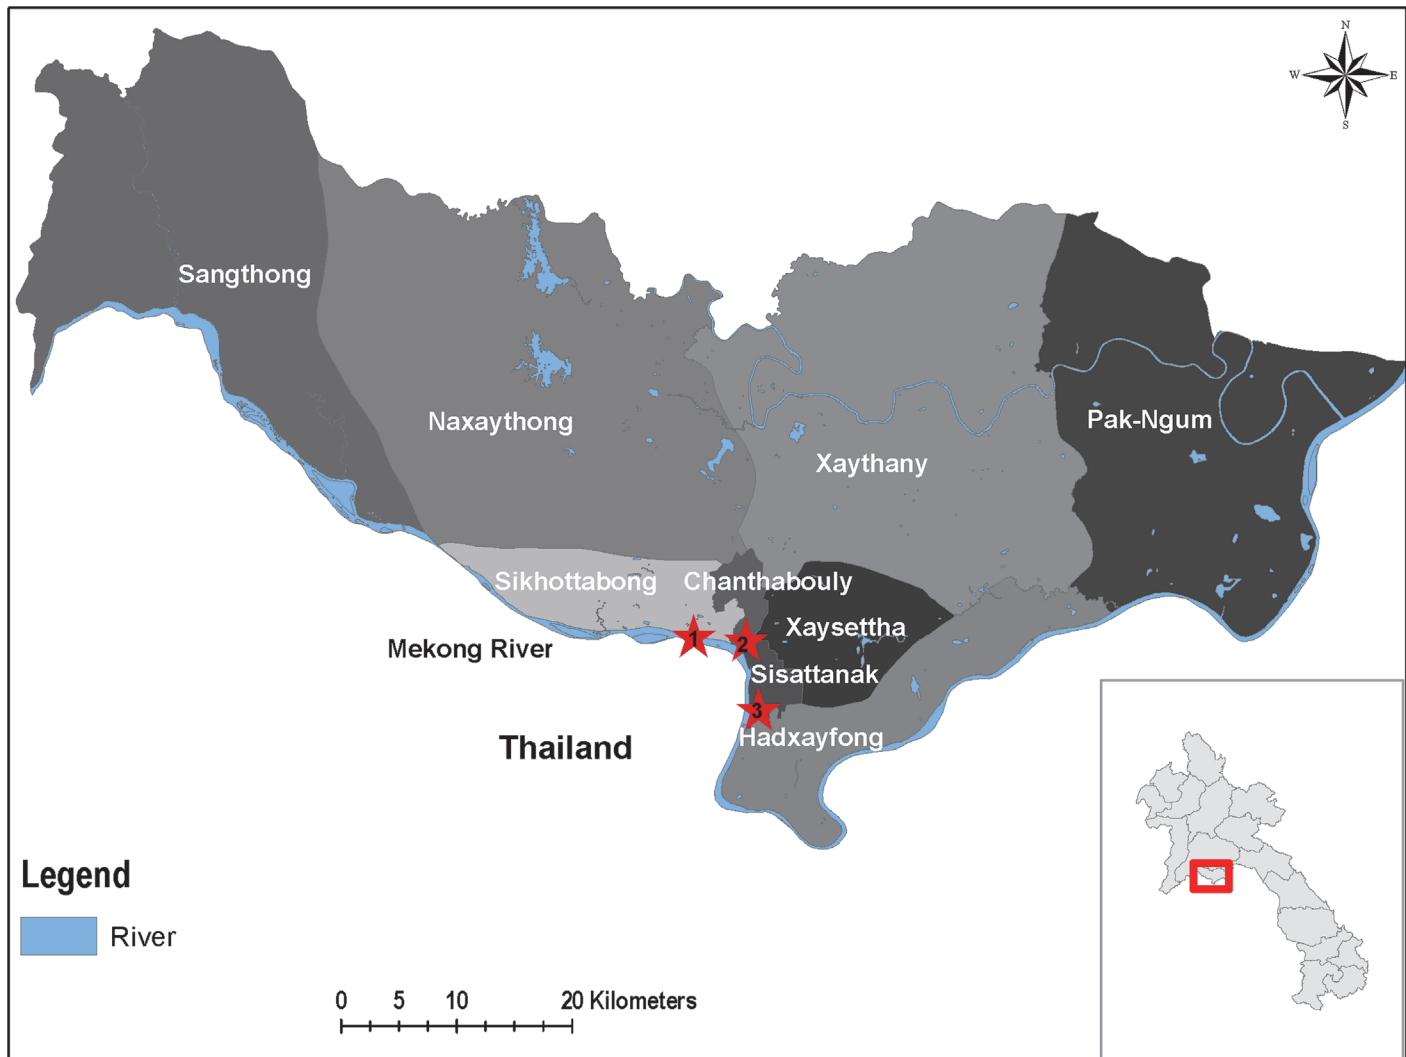 N
W E
S
Sangthong
Naxaythong
Pak-Ngum
Xaythany
Sikhottabong
Chanthabouly
Xaysettha
Mekong River
1
2
Sisattanak
3
Hadxayfong
Thailand
Legend
River
0 5 10 20 Kilometers